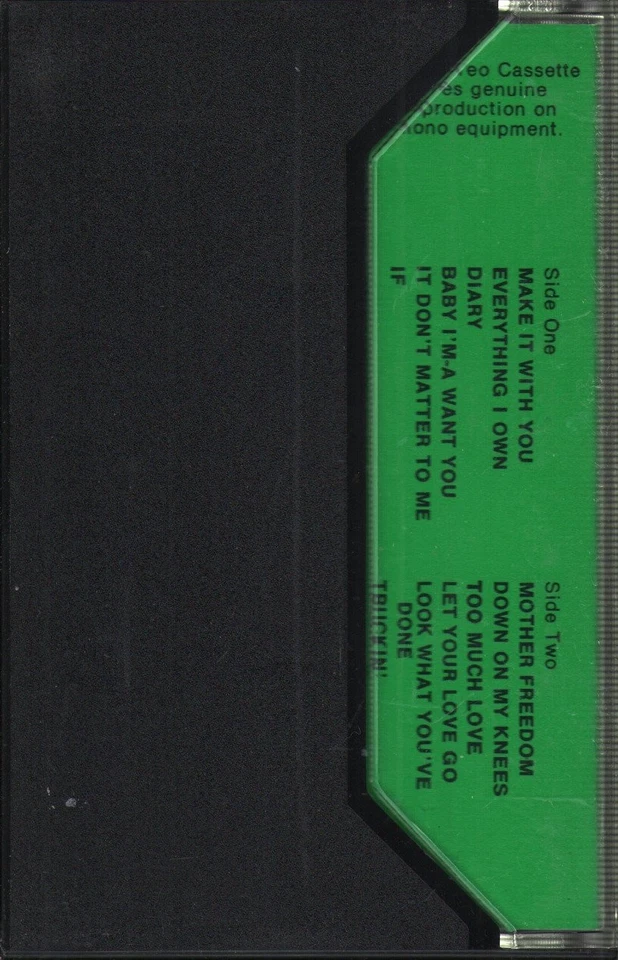 Cassette
genuine
production on
equipment.
Side One
MAKE IT WITH YOU
EVERYTHING I OWN
DIARY
BABY I'M-A WANT YOU
IT DON'T MATTER TO ME
IF
Side Two
MOTHER FREEDOM
DOWN ON MY KNEES
TOO MUCH LOVE
LET YOUR LOVE GO
LOOK WHAT YOU'VE
DONE
TRUCKIN'